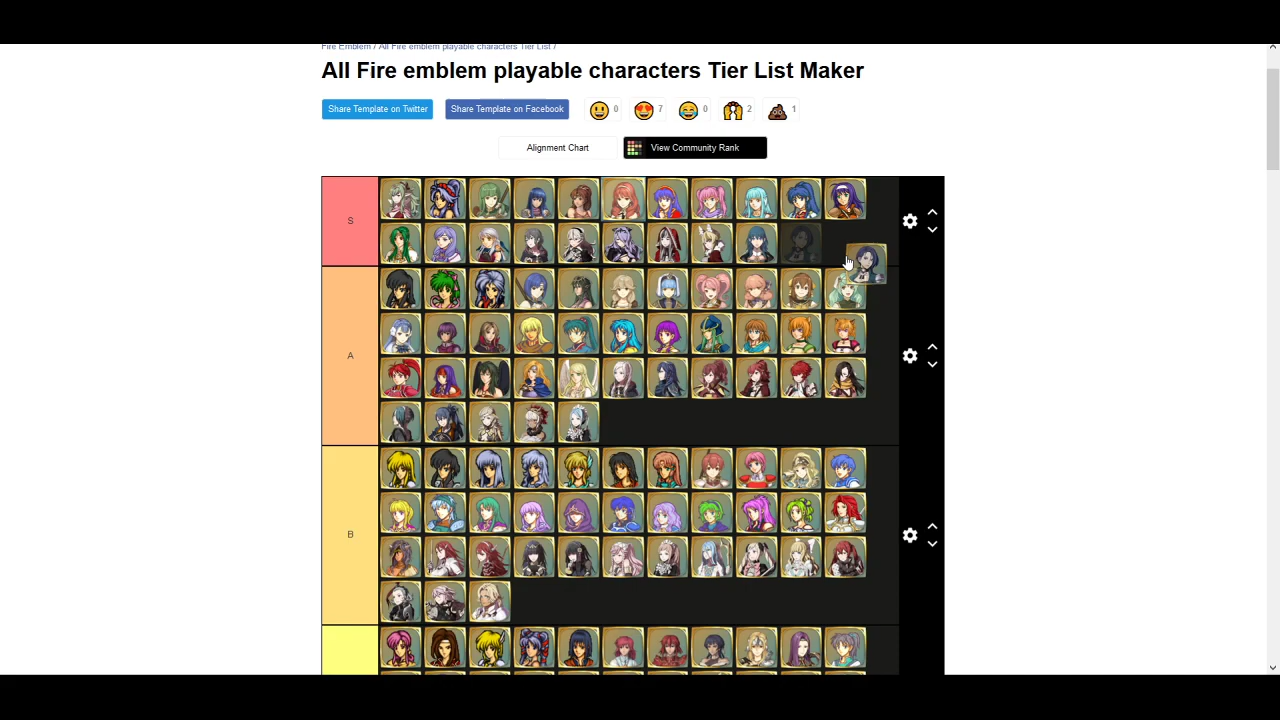 Fire Emblem / All Fire emblem playable characters Tier List /
All Fire emblem playable characters Tier List Maker
Share Template on Twitter
Share Template on Facebook
0
7
0
2
1
Alignment Chart
View Community Rank
S
A
B